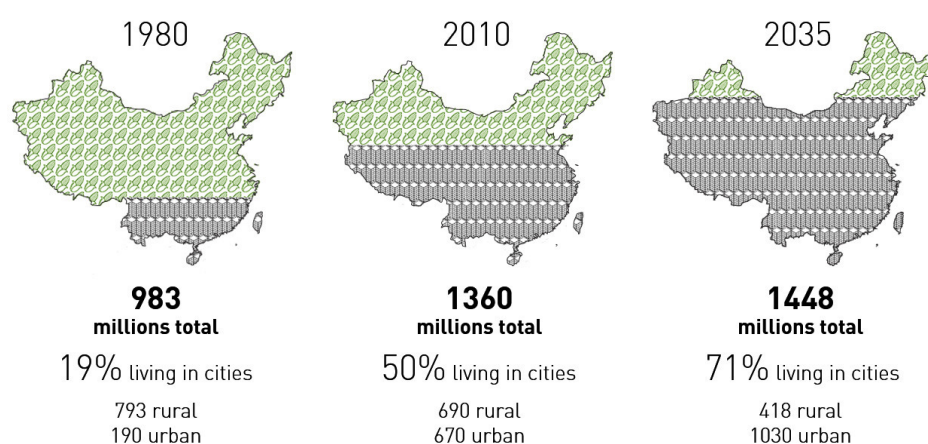 1980
983
millions total
19% living in cities
793 rural
190 urban
2010
1360
millions total
50% living in cities
690 rural
670 urban
2035
1448
millions total
71% living in cities
418 rural
1030 urban